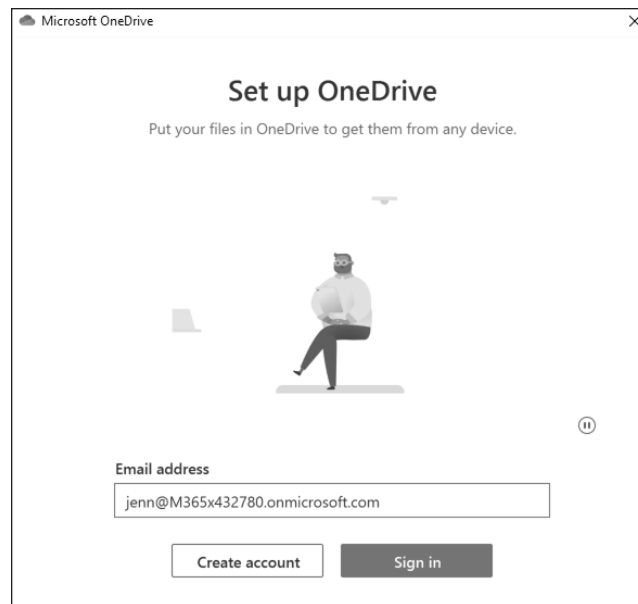 Microsoft OneDrive
Set up OneDrive
Put your files in OneDrive to get them from any device.
Email address
jenn@M365x432780.onmicrosoft.com
Create account
Sign in